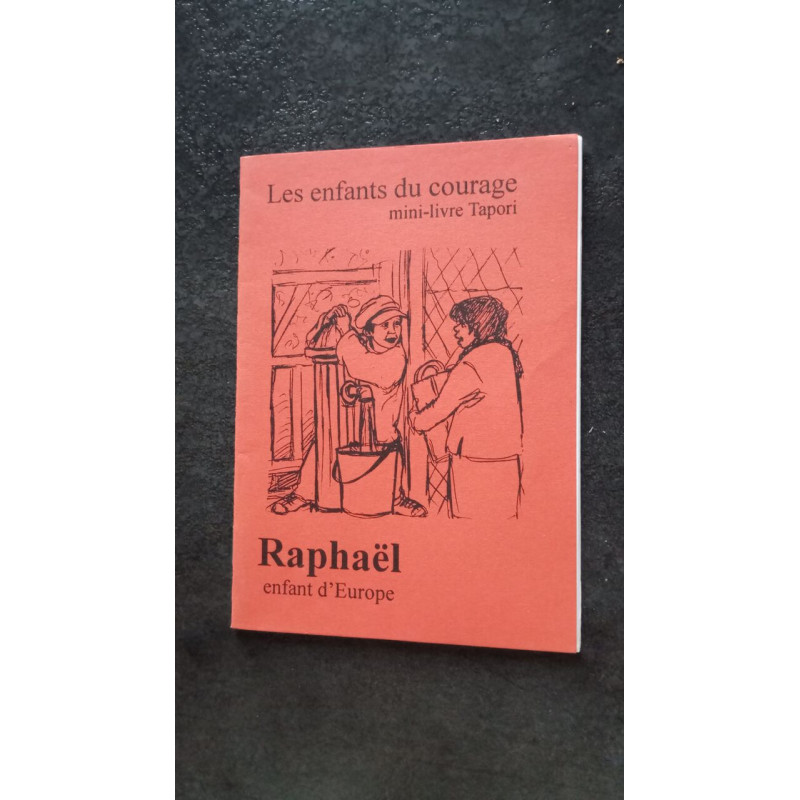 Les enfants du courage
mini-livre Tapori
Raphaël
enfant d'Europe